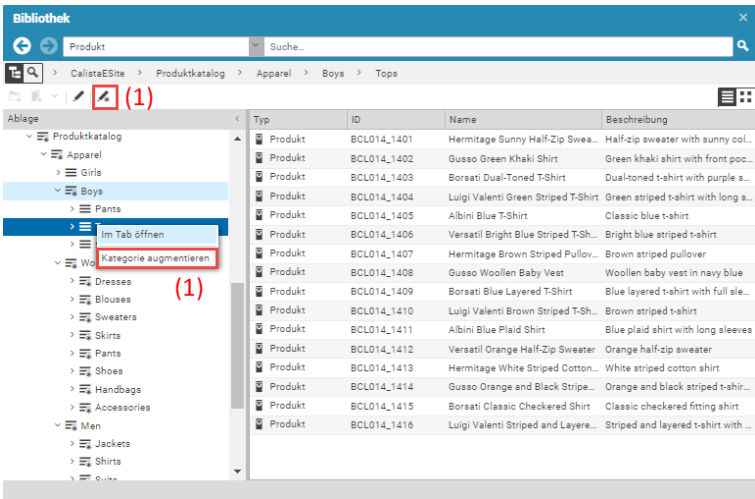 Bibliothek
Produkt
Suche...
> CalistaESite > Produktkatalog > Apparel > Boys > Tops
(1)
Ablage
Typ ID Name Beschreibung
Produktkatalog
Apparel
Girls
Boys
Pants
Im Tab öffnen
Kategorie augmentieren
(1)
Dresses
Blouses
Sweaters
Skirts
Pants
Shoes
Handbags
Accessories
Men
Jackets
Shirts
Produkt BCL014_1401 Hermitage Sunny Half-Zip Swea... Half-zip sweater with sunny col...
Produkt BCL014_1402 Gusso Green Khaki Shirt Green khaki shirt with front poc...
Produkt BCL014_1403 Borsati Dual-Toned T-Shirt Dual-toned t-shirt with purple s...
Produkt BCL014_1404 Luigi Valenti Green Striped T-Shirt Green striped t-shirt with long s...
Produkt BCL014_1405 Albini Blue T-Shirt Classic blue t-shirt
Produkt BCL014_1406 Versatil Bright Blue Striped T-Sh... Bright blue striped t-shirt
Produkt BCL014_1407 Hermitage Brown Striped Pullov... Brown striped pullover
Produkt BCL014_1408 Gusso Woollen Baby Vest Woollen baby vest in navy blue
Produkt BCL014_1409 Borsati Blue Layered T-Shirt Blue layered t-shirt with full sle...
Produkt BCL014_1410 Luigi Valenti Brown Striped T-Sh... Brown striped t-shirt
Produkt BCL014_1411 Albini Blue Plaid Shirt Blue plaid shirt with long sleeves
Produkt BCL014_1412 Versatil Orange Half-Zip Sweater Orange half-zip sweater
Produkt BCL014_1413 Hermitage White Striped Cotton... White striped cotton shirt
Produkt BCL014_1414 Gusso Orange and Black Stripe... Orange and black striped t-shir...
Produkt BCL014_1415 Borsati Classic Checkered Shirt Classic checkered fitting shirt
Produkt BCL014_1416 Luigi Valenti Striped and Layere... Striped and layered t-shirt with ...